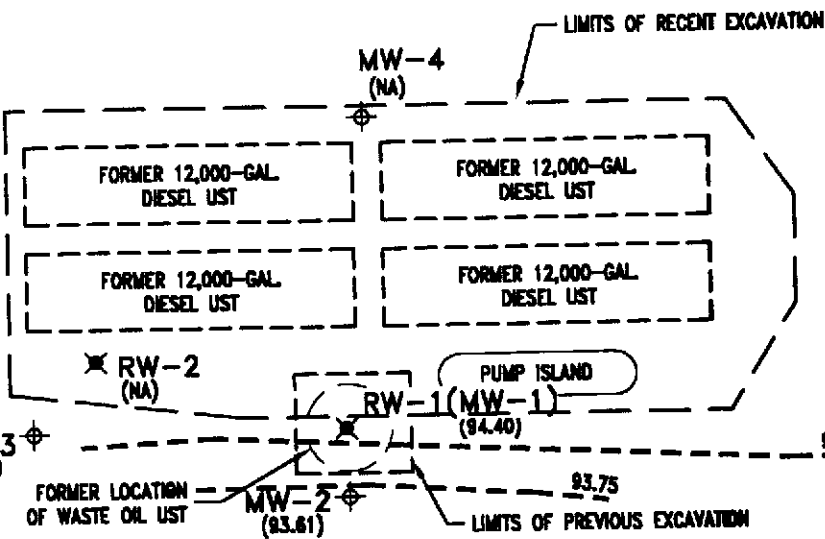 LIMITS OF RECENT EXCAVATION
MW-4
(NA)
FORMER 12,000-GAL.
DIESEL UST
FORMER 12,000-GAL.
DIESEL UST
FORMER 12,000-GAL.
DIESEL UST
FORMER 12,000-GAL.
DIESEL UST
RW-2
(NA)
PUMP ISLAND
RW-1(MW-1)
(94.40)
3
FORMER LOCATION
OF WASTE OIL UST
MW-2
(93.61)
93.75
LIMITS OF PREVIOUS EXCAVATION